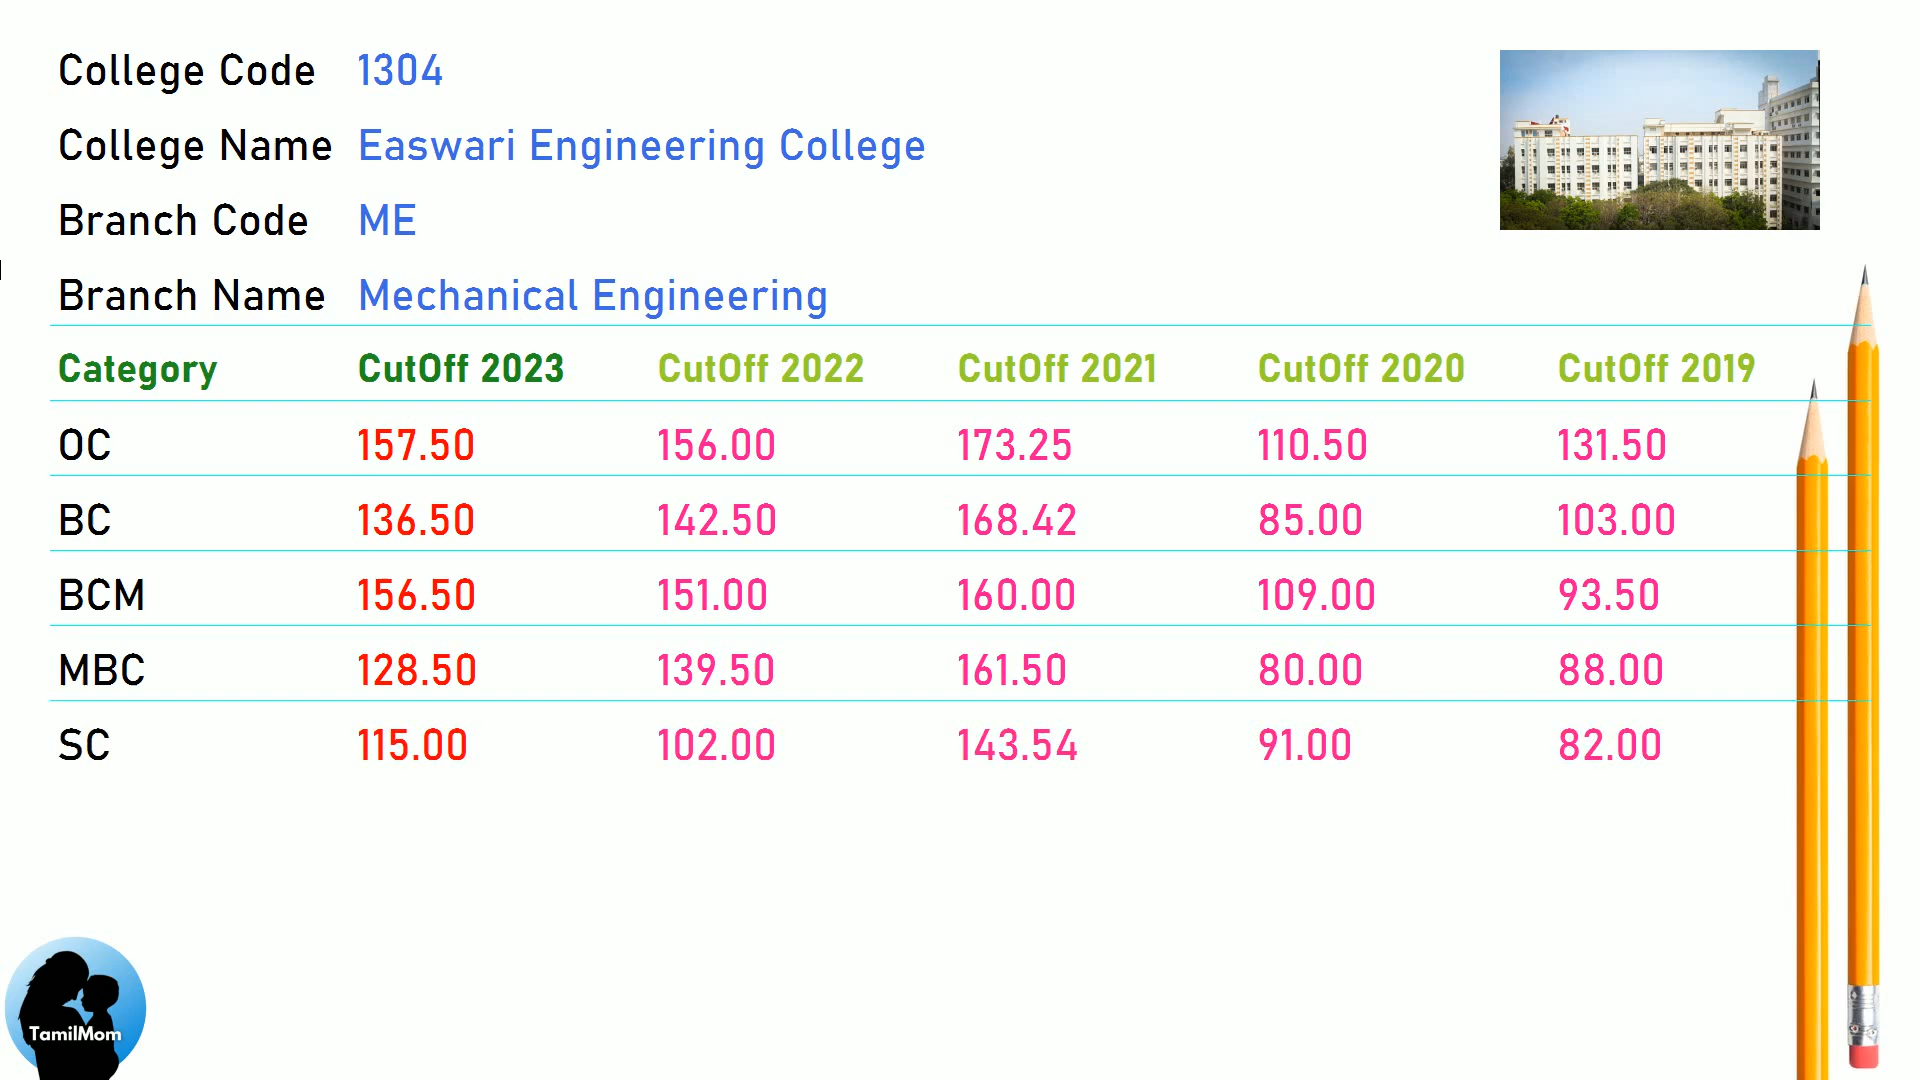 College Code 1304
College Name Easwari Engineering College
Branch Code ME
Branch Name Mechanical Engineering
Category CutOff 2023 CutOff 2022 CutOff 2021 CutOff 2020 CutOff 2019
OC 157.50 156.00 173.25 110.50 131.50
BC 136.50 142.50 168.42 85.00 103.00
BCM 156.50 151.00 160.00 109.00 93.50
MBC 128.50 139.50 161.50 80.00 88.00
SC 115.00 102.00 143.54 91.00 82.00
TamilMom